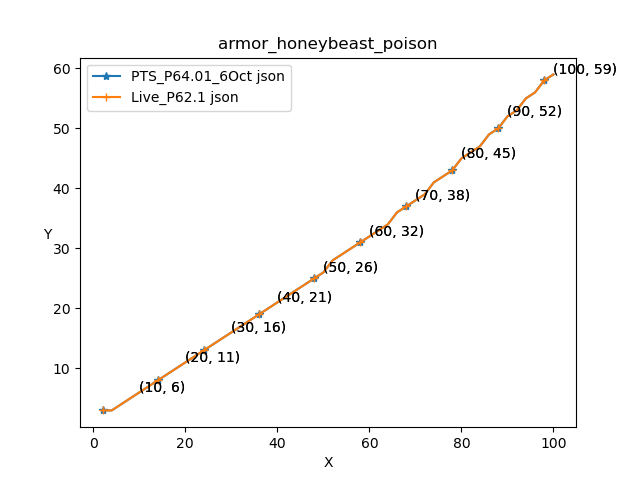 armor_honeybeast_poison
PTS_P64.01_6Oct json
Live_P62.1 json
(100, 59)
(90, 52)
(80, 45)
(70, 38)
(60, 32)
(50, 26)
(40, 21)
(30, 16)
(20, 11)
(10, 6)
60
50
40
30
20
10
Y
0 20 40 60 80 100
X